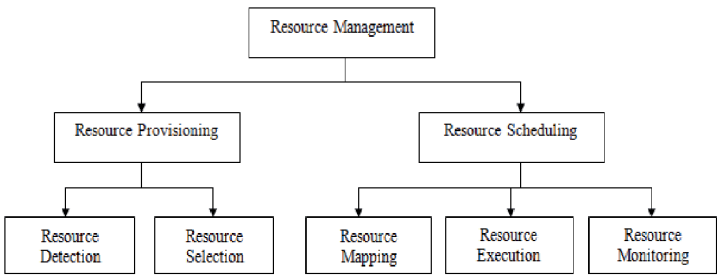 Resource Management
Resource Provisioning
Resource Scheduling
Resource
Detection
Resource
Selection
Resource
Mapping
Resource
Execution
Resource
Monitoring